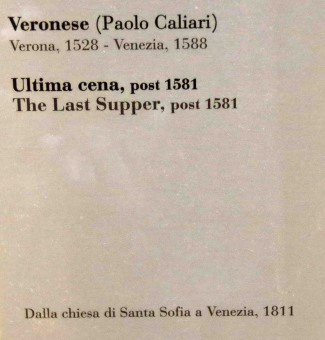 Veronese (Paolo Caliari)
Verona, 1528 - Venezia, 1588
Ultima cena, post 1581
The Last Supper, post 1581
Dalla chiesa di Santa Sofia a Venezia, 1811